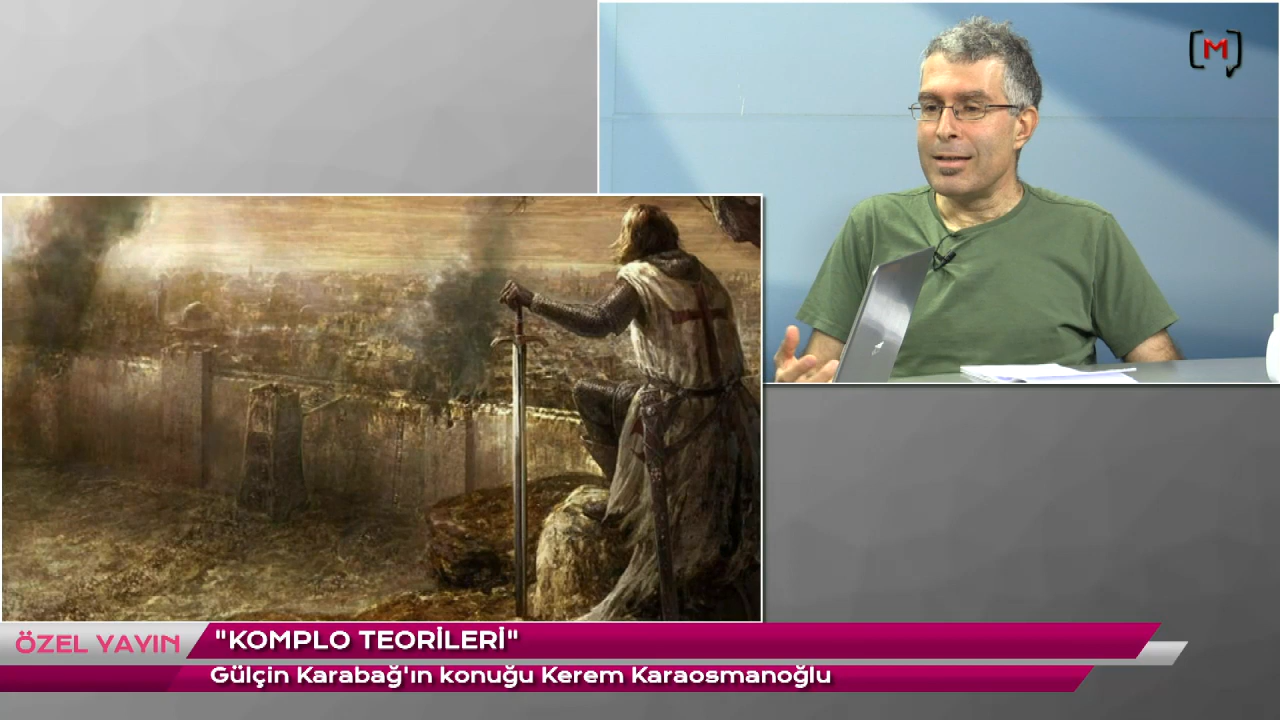 [M]
ÖZEL YAYIN
"KOMPLO TEORİLERİ"
Gülçin Karabağ'ın konuğu Kerem Karaosmanoğlu